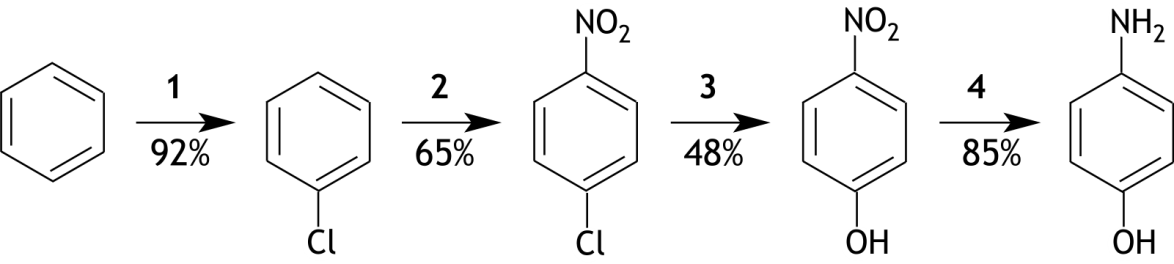 NO₂ NO₂ NH₂
1 2 3 4
92% 65% 48% 85%
Cl Cl OH OH